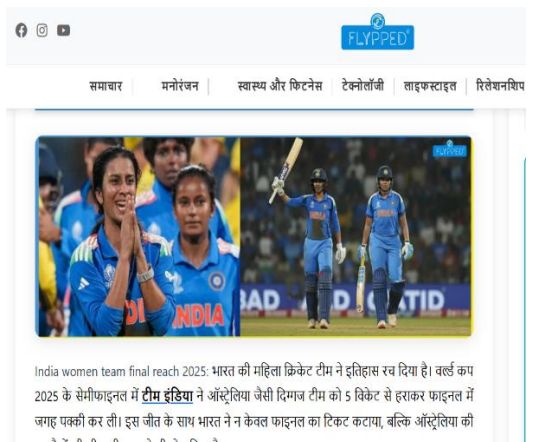 FLYPPED
समाचार मनोरंजन स्वास्थ्य और फिटनेस टेक्नोलॉजी लाइफस्टाइल रिलेशनशिप
FLYPPED
INDIA
INDIA
India women team final reach 2025: भारत की महिला क्रिकेट टीम ने इतिहास रच दिया है। वर्ल्ड कप
2025 के सेमीफाइनल में टीम इंडिया ने ऑस्ट्रेलिया जैसी दिग्गज टीम को 5 विकेट से हराकर फाइनल में
जगह पक्की कर ली। इस जीत के साथ भारत ने न केवल फाइनल का टिकट कटाया, बल्कि ऑस्ट्रेलिया की